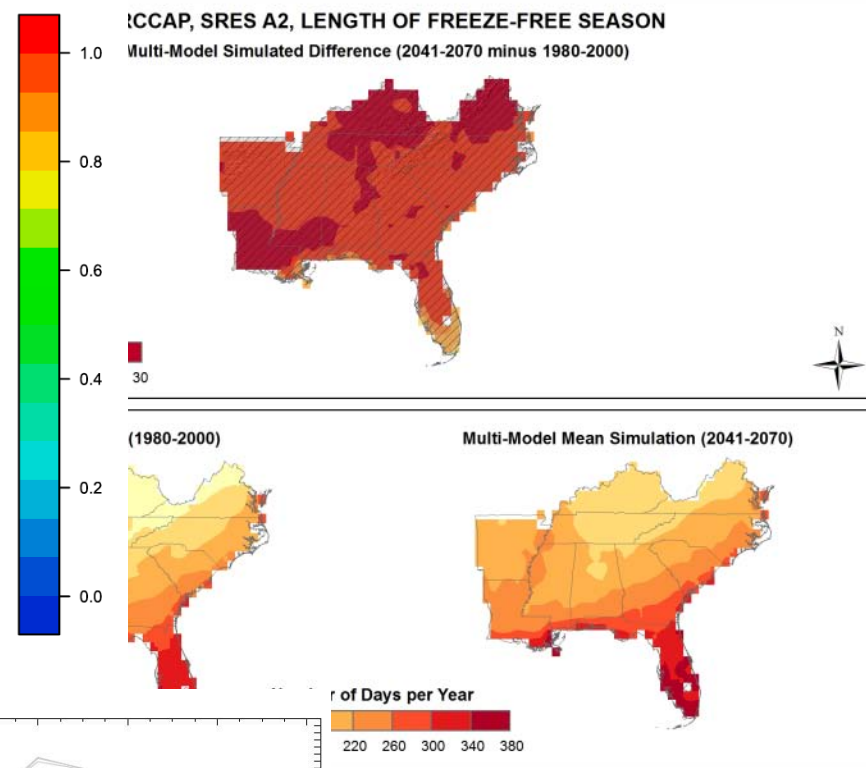 RCCAP, SRES A2, LENGTH OF FREEZE-FREE SEASON
Multi-Model Simulated Difference (2041-2070 minus 1980-2000)
1.0
0.8
0.6
0.4
0.2
0.0
N
30
(1980-2000)
Multi-Model Mean Simulation (2041-2070)
of Days per Year
220 260 300 340 380